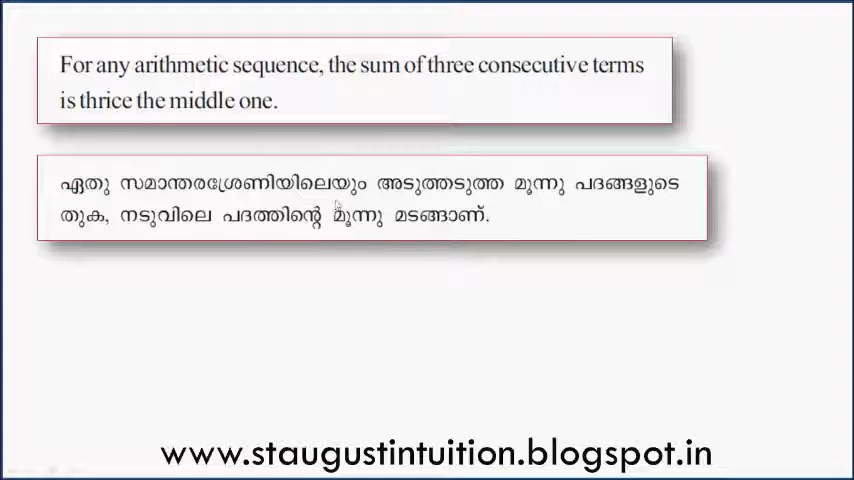 For any arithmetic sequence, the sum of three consecutive terms
is thrice the middle one.
ഏതു സമാന്തരശ്രേണിയിലെയും അടുത്തടുത്ത മൂന്നു പദങ്ങളുടെ
തുക, നടുവിലെ പദത്തിന്റെ മൂന്നു മടങ്ങാണ്.
www.staugustintuition.blogspot.in